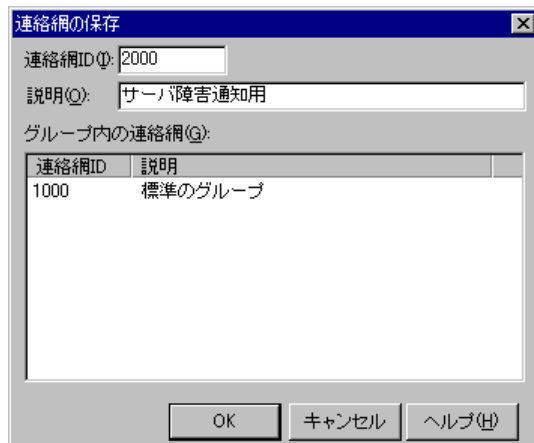 連絡網の保存
連絡網ID(I): 2000
説明(O): サーバ障害通知用
グループ内の連絡網(G):
連絡網ID 説明
1000 標準のグループ
OK キャンセル ヘルプ(H)